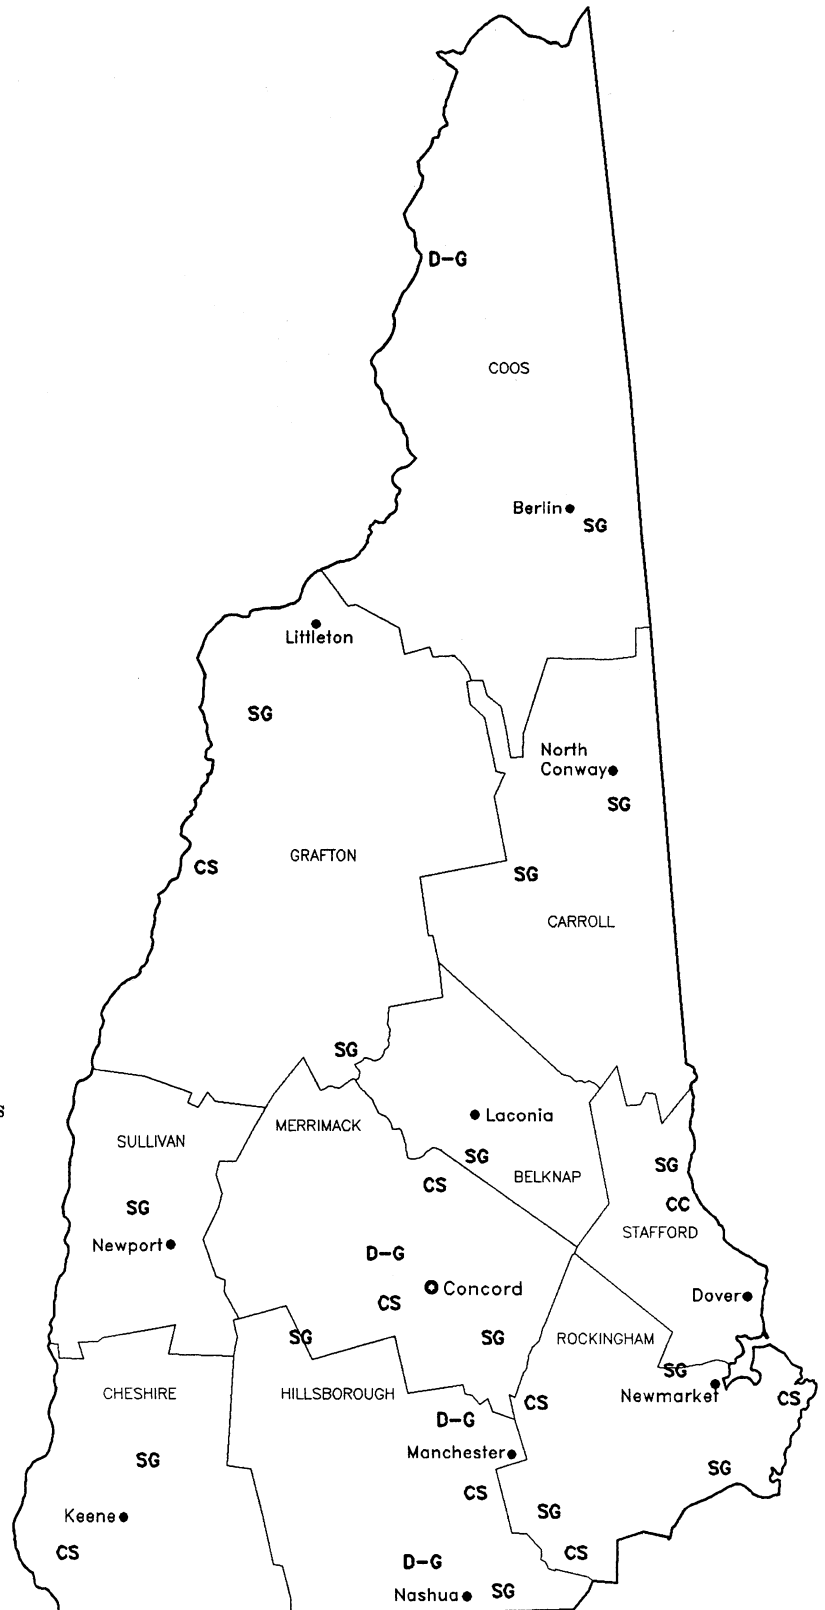 D-G
COOS
Berlin
SG
Littleton
SG
North
Conway
SG
CS
GRAFTON
SG
CARROLL
SG
s
MERRIMACK
Laconia
SULLIVAN
SG
BELKNAP
SG
CS
SG
CC
STAFFORD
Newport
D-G
Concord
Dover
CS
SG
SG
ROCKINGHAM
SG
CHESHIRE
HILLSBOROUGH
Newmarket
CS
CS
D-G
Manchester
SG
SG
CS
SG
Keene
CS
D-G
CS
Nashua
SG